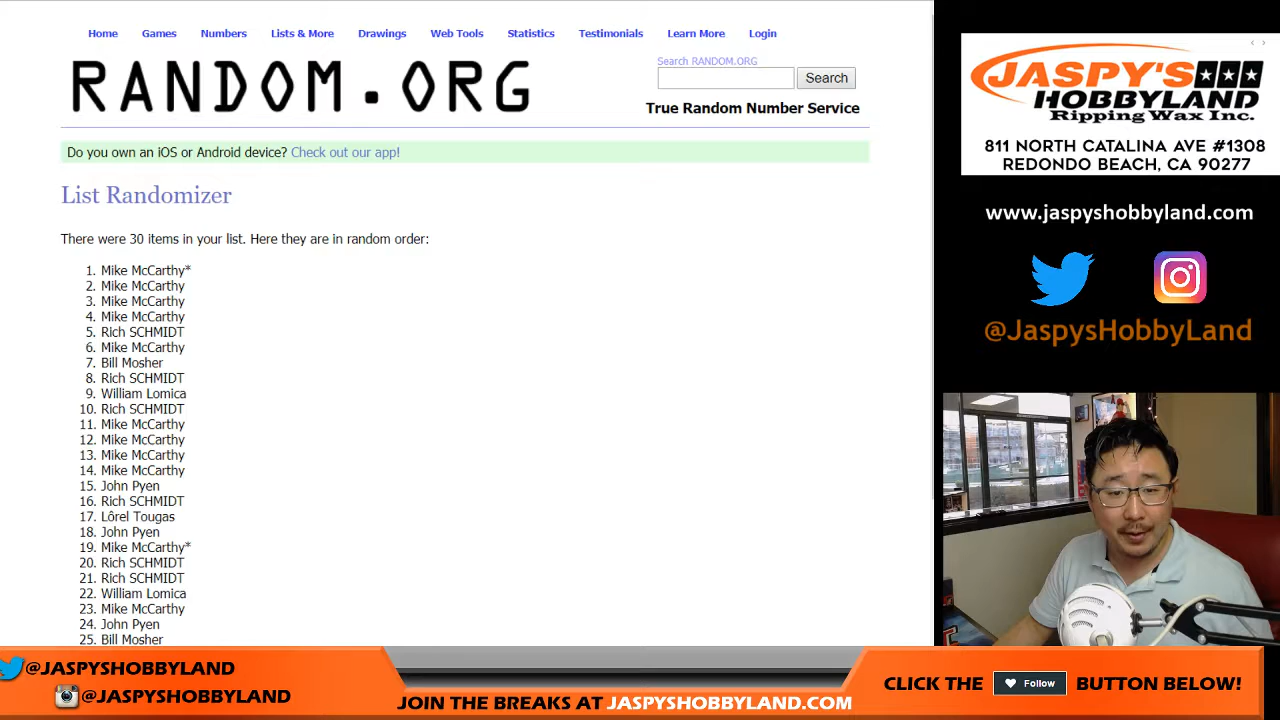 Home Games Numbers Lists & More Drawings Web Tools Statistics Testimonials Learn More Login
RANDOM.ORG
Search RANDOM.ORG
Search
True Random Number Service
Do you own an iOS or Android device? Check out our app!
List Randomizer
There were 30 items in your list. Here they are in random order:
1. Mike McCarthy*
2. Mike McCarthy
3. Mike McCarthy
4. Mike McCarthy
5. Rich SCHMIDT
6. Mike McCarthy
7. Bill Mosher
8. Rich SCHMIDT
9. William Lomica
10. Rich SCHMIDT
11. Mike McCarthy
12. Mike McCarthy
13. Mike McCarthy
14. Mike McCarthy
15. John Pyen
16. Rich SCHMIDT
17. Lôrel Tougas
18. John Pyen
19. Mike McCarthy*
20. Rich SCHMIDT
21. Rich SCHMIDT
22. William Lomica
23. Mike McCarthy
24. John Pyen
25. Bill Mosher
JASPY'S
HOBBYLAND
Ripping Wax Inc.
811 NORTH CATALINA AVE #1308
REDONDO BEACH, CA 90277
www.jaspyshobbyland.com
@JaspysHobbyLand
@JASPYSHOBBYLAND
@JASPYSHOBBYLAND
JOIN THE BREAKS AT JASPYSHOBBYLAND.COM
CLICK THE Follow BUTTON BELOW!